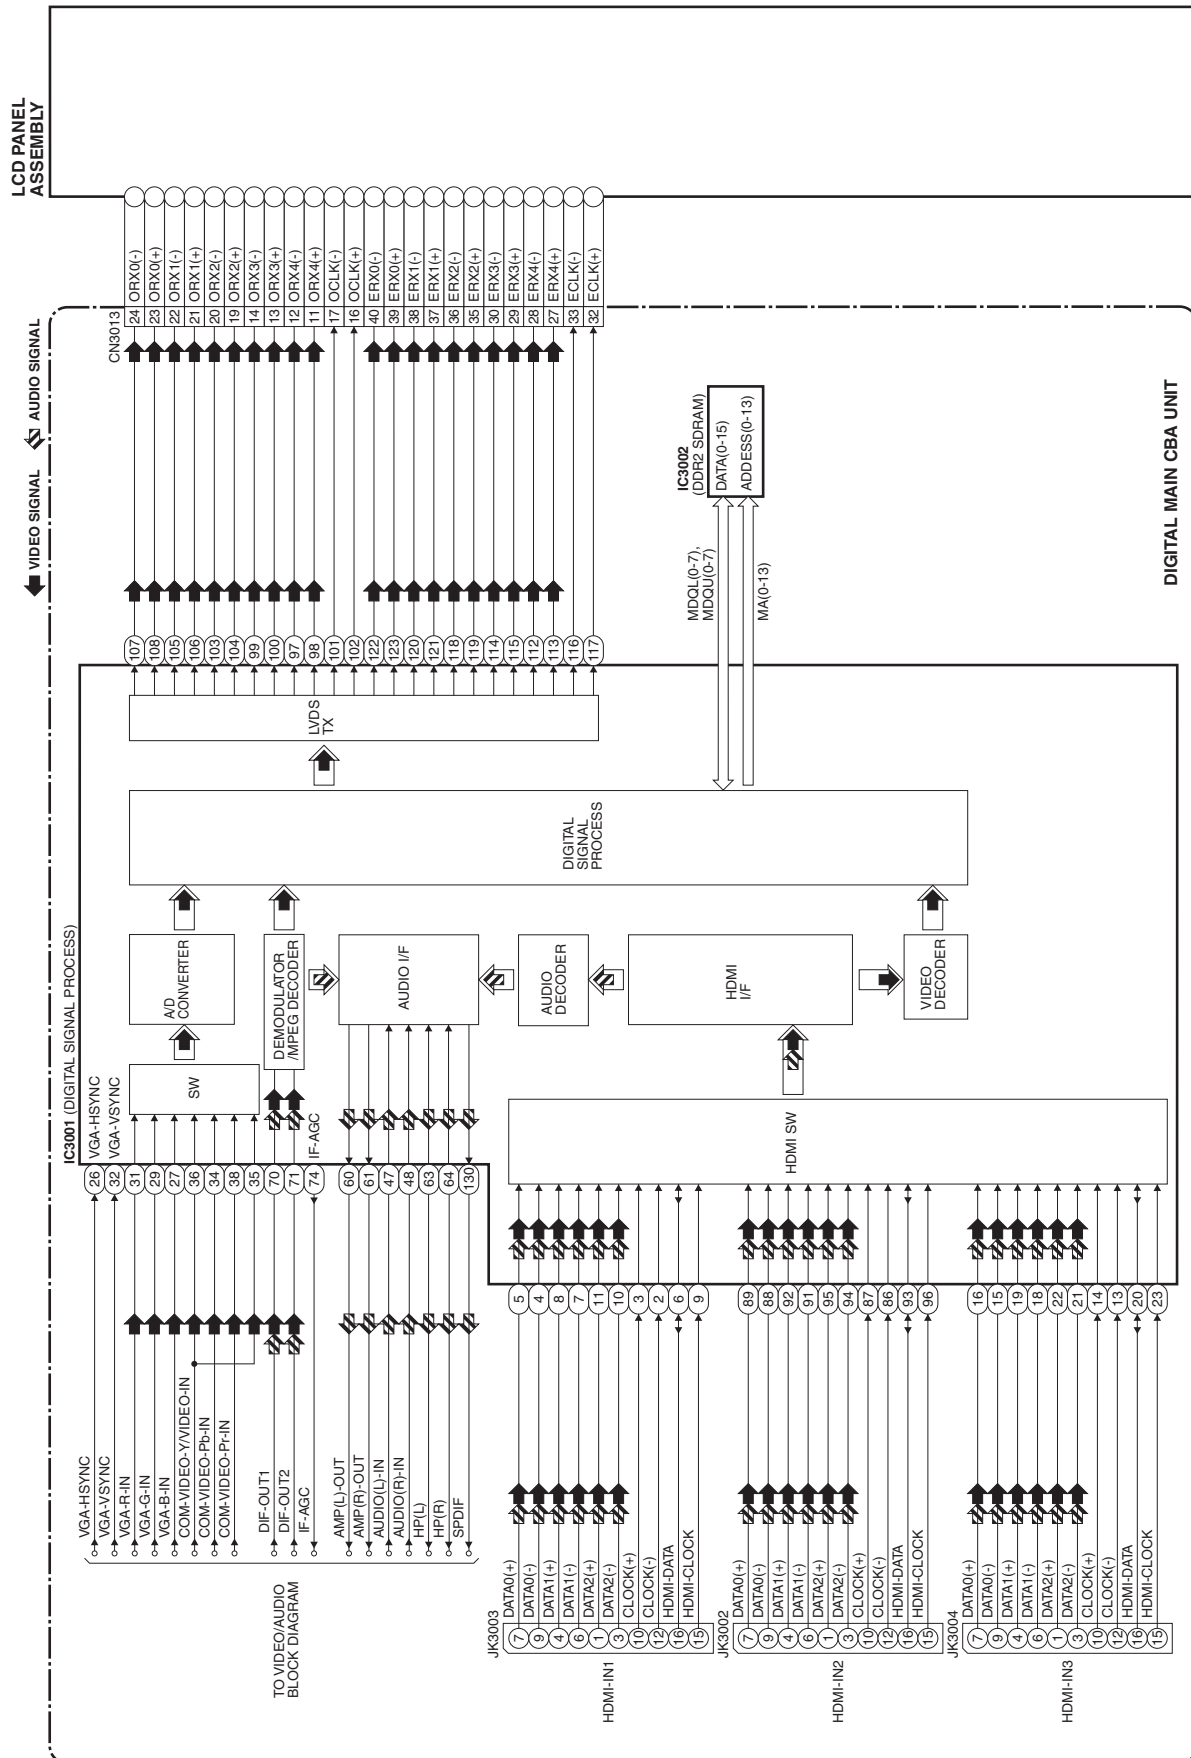 LCD PANEL
ASSEMBLY
VIDEO SIGNAL
AUDIO SIGNAL
CN3013
24 ORX0(-)
23 ORX0(+)
22 ORX1(-)
21 ORX1(+)
20 ORX2(-)
19 ORX2(+)
14 ORX3(-)
13 ORX3(+)
12 ORX4(-)
11 ORX4(+)
17 OCLK(-)
16 OCLK(+)
40 ERX0(-)
39 ERX0(+)
38 ERX1(-)
37 ERX1(+)
36 ERX2(-)
35 ERX2(+)
30 ERX3(-)
29 ERX3(+)
28 ERX4(-)
27 ERX4(+)
33 ECLK(-)
32 ECLK(+)
107
108
105
106
103
104
99
100
97
98
101
102
122
123
120
121
118
119
114
115
112
113
116
117
IC3002
(DDR2 SDRAM)
DATA(0-15)
ADDESS(0-13)
MDQL(0-7),
MDQU(0-7)
MA(0-13)
DIGITAL MAIN CBA UNIT
IC3001 (DIGITAL SIGNAL PROCESS)
LVDS
TX
DIGITAL
SIGNAL
PROCESS
A/D
CONVERTER
DEMODULATOR
/MPEG DECODER
AUDIO I/F
AUDIO
DECODER
HDMI
I/F
VIDEO
DECODER
SW
HDMI SW
VGA-HSYNC
VGA-VSYNC
IF-AGC
26
32
31
29
27
36
34
38
35
70
71
74
60
61
47
48
63
64
130
VGA-HSYNC
VGA-VSYNC
VGA-R-IN
VGA-G-IN
VGA-B-IN
COM-VIDEO-Y/VIDEO-IN
COM-VIDEO-Pb-IN
COM-VIDEO-Pr-IN
DIF-OUT1
DIF-OUT2
IF-AGC
AMP(L)-OUT
AMP(R)-OUT
AUDIO(L)-IN
AUDIO(R)-IN
HP(L)
HP(R)
SPDIF
TO VIDEO/AUDIO
BLOCK DIAGRAM
5
4
8
7
11
10
3
2
6
9
89
88
92
91
95
94
87
86
93
96
16
15
19
18
22
21
14
13
20
23
JK3003
7 DATA0(+)
9 DATA0(-)
4 DATA1(+)
6 DATA1(-)
1 DATA2(+)
3 DATA2(-)
10 CLOCK(+)
12 CLOCK(-)
16 HDMI-DATA
15 HDMI-CLOCK
HDMI-IN1
JK3002
7 DATA0(+)
9 DATA0(-)
4 DATA1(+)
6 DATA1(-)
1 DATA2(+)
3 DATA2(-)
10 CLOCK(+)
12 CLOCK(-)
16 HDMI-DATA
15 HDMI-CLOCK
HDMI-IN2
JK3004
7 DATA0(+)
9 DATA0(-)
4 DATA1(+)
6 DATA1(-)
1 DATA2(+)
3 DATA2(-)
10 CLOCK(+)
12 CLOCK(-)
16 HDMI-DATA
15 HDMI-CLOCK
HDMI-IN3